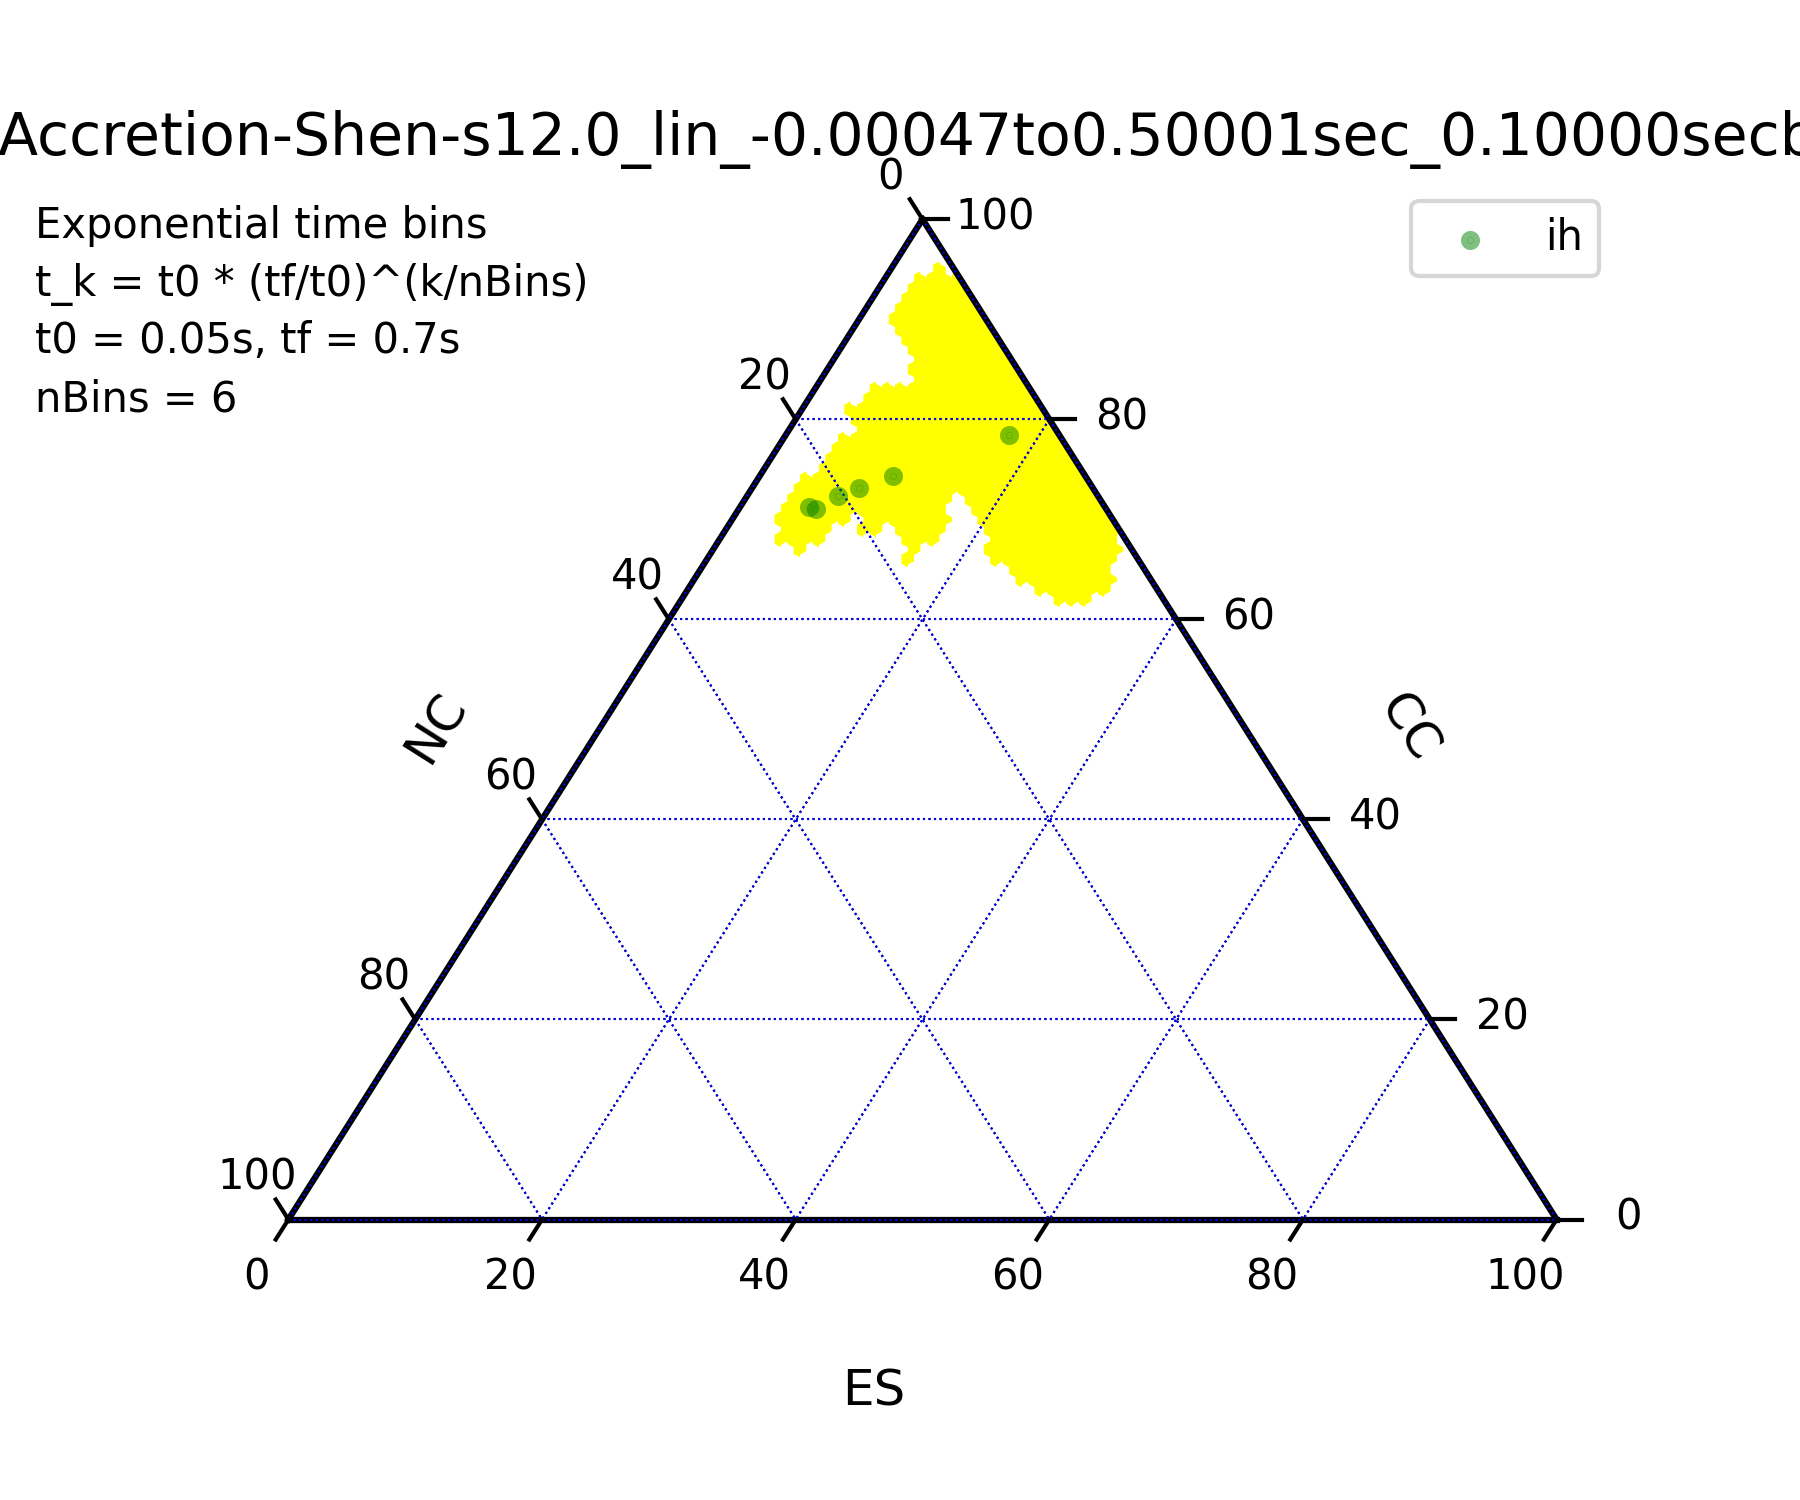 Accretion-Shen-s12.0_lin_-0.00047to0.50001sec_0.10000secb
Exponential time bins
t_k = t0 * (tf/t0)^(k/nBins)
t0 = 0.05s, tf = 0.7s
nBins = 6
ih
0
100
20
80
40
60
NC
CC
60
40
80
20
100
0
0
20
40
60
80
100
ES